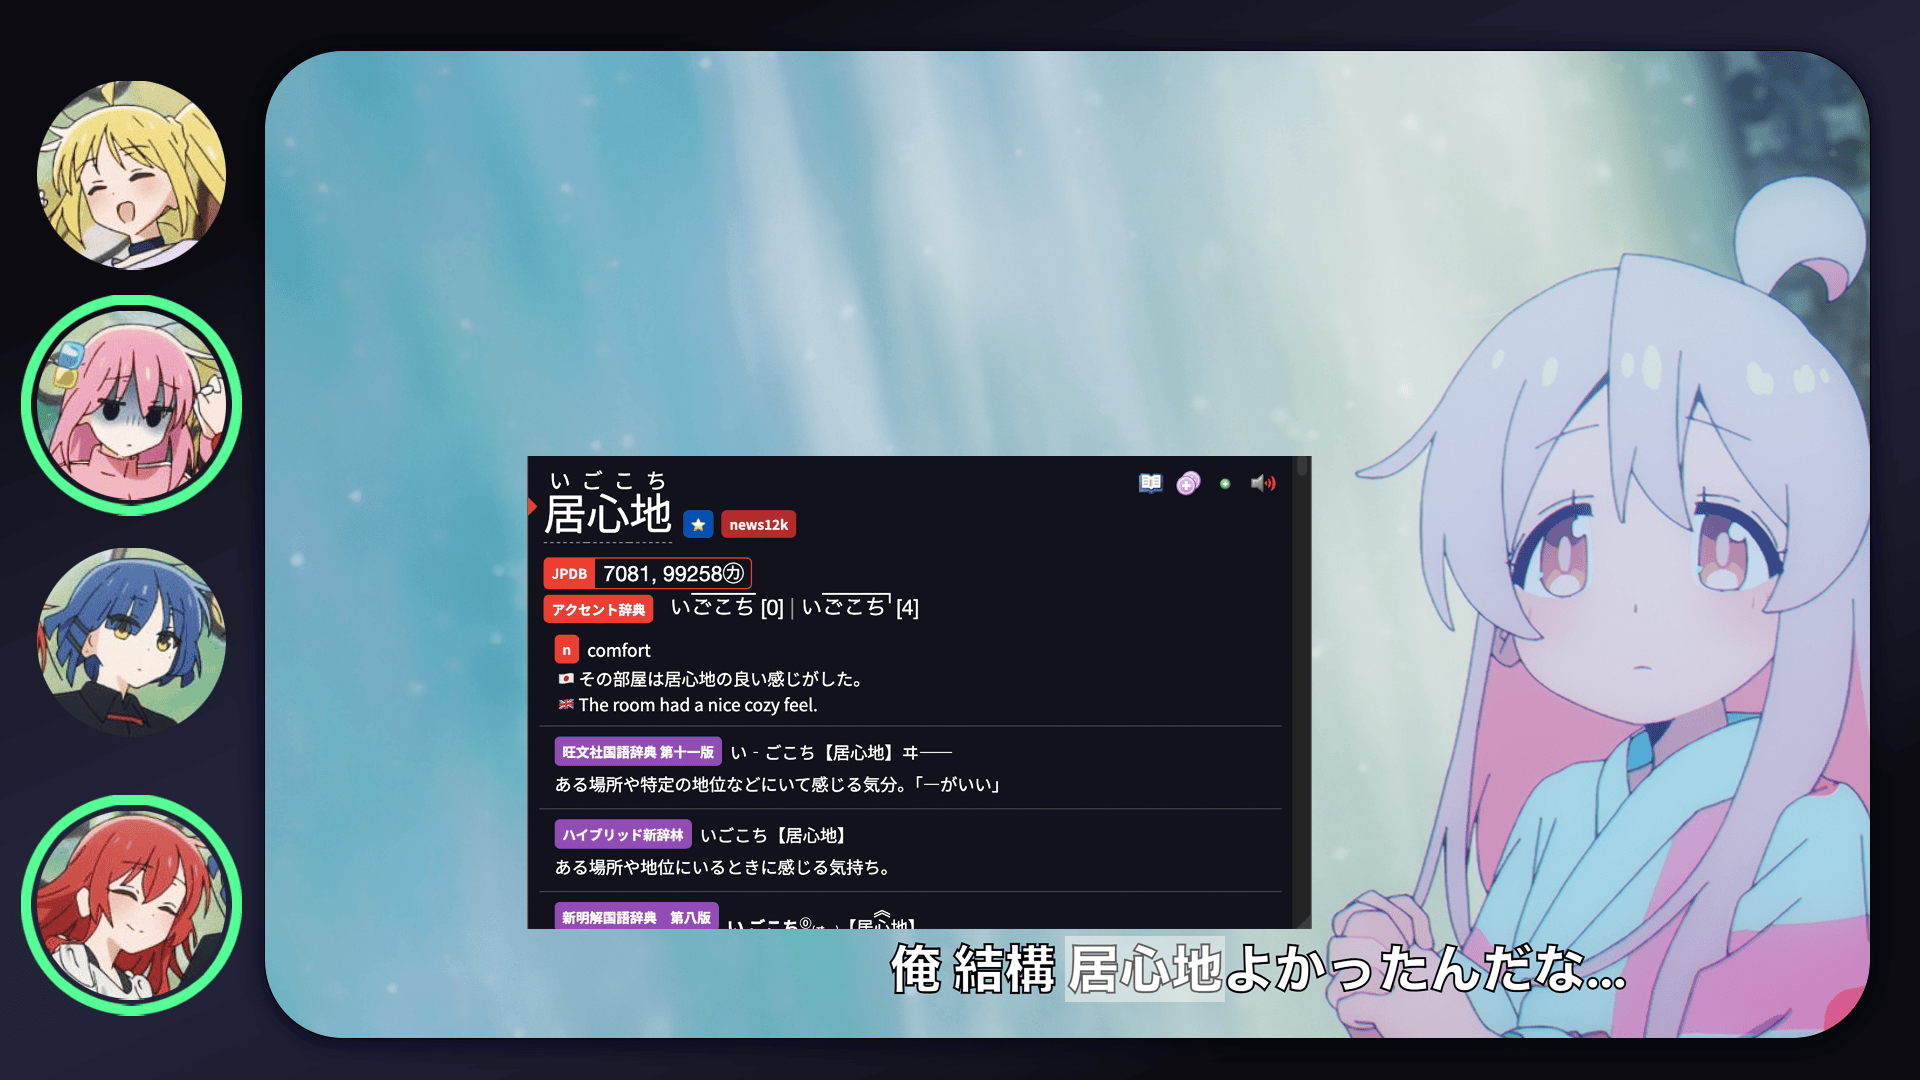 いごこち
居心地
news12k
JPDB 7081, 99258㋕
アクセント辞典 いごこち [0] | いごこち [4]
n comfort
その部屋は居心地の良い感じがした。
The room had a nice cozy feel.
旺文社国語辞典 第十一版 い‐ごこち【居心地】ヰ――
ある場所や特定の地位などにいて感じる気分。「―がいい」
ハイブリッド新辞林 いごこち【居心地】
ある場所や地位にいるときに感じる気持ち。
新明解国語辞典 第八版 いごこち【居心地】
俺 結構 居心地よかったんだな…